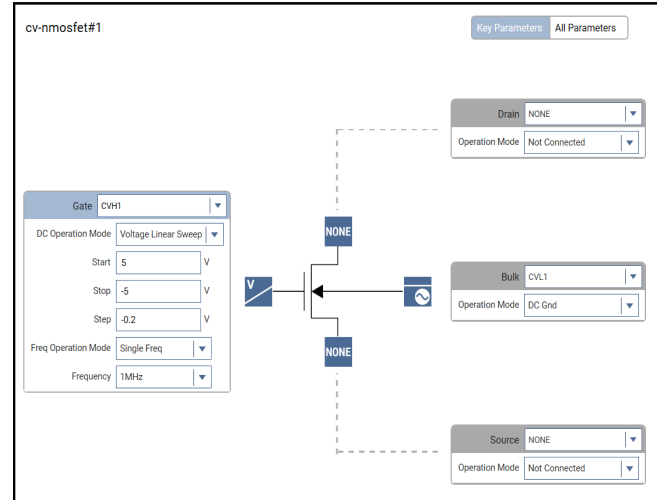 cv-nmosfet#1
Key Parameters All Parameters
Drain NONE
Operation Mode Not Connected
Gate CVH1
DC Operation Mode Voltage Linear Sweep
Start 5 V
Stop -5 V
Step -0.2 V
Freq Operation Mode Single Freq
Frequency 1MHz
NONE
V
NONE
Bulk CVL1
Operation Mode DC Gnd
Source NONE
Operation Mode Not Connected